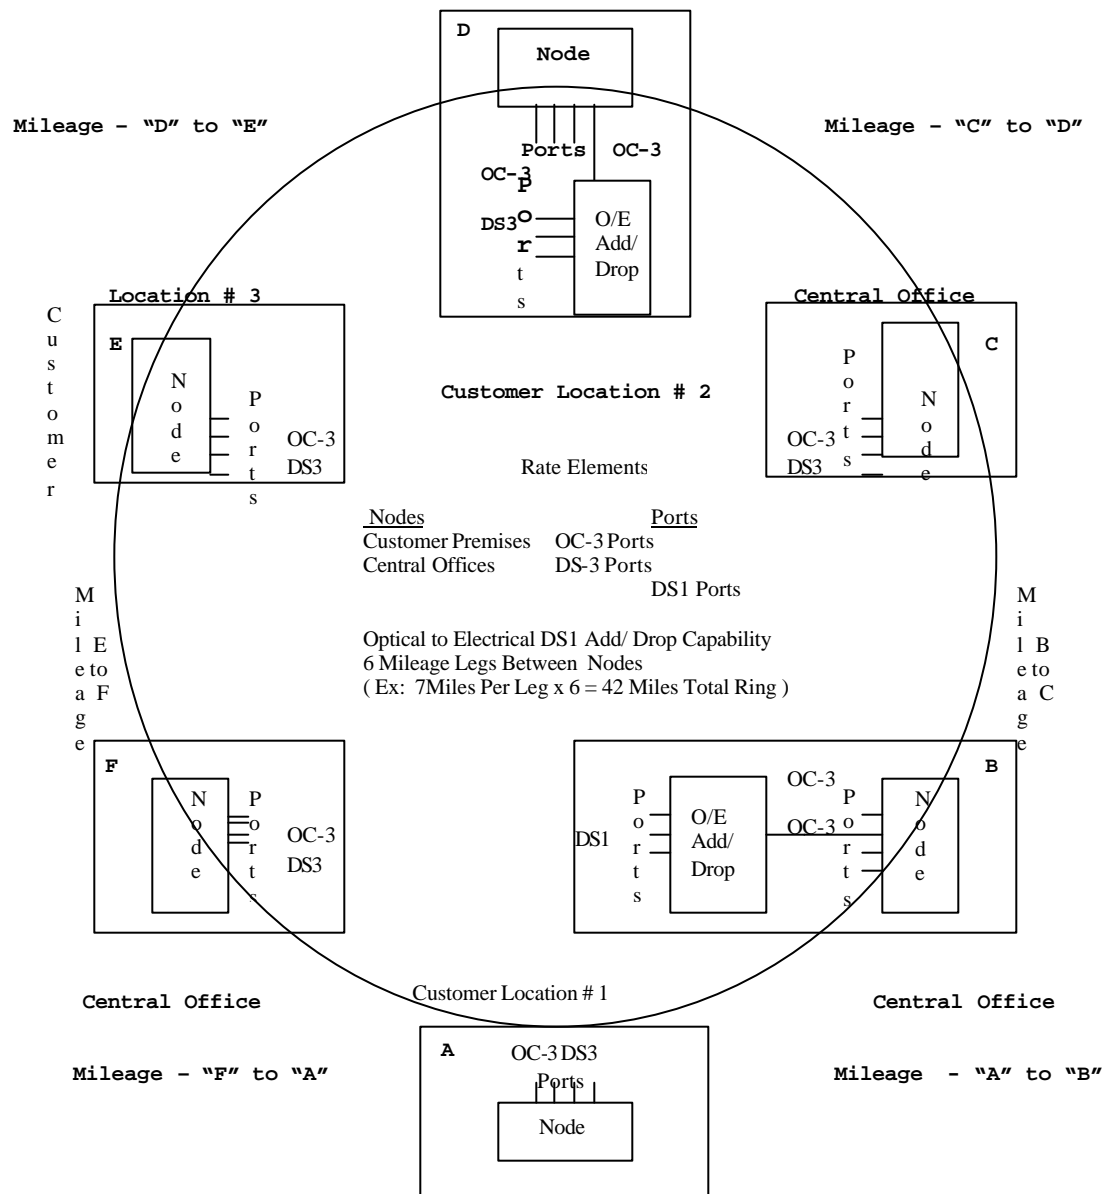 D
Node
Mileage – “D” to “E”
Mileage – “C” to “D”
Ports
OC-3
OC-3
DS3
Ports
O/E
Add/
Drop
Customer
Location # 3
E
Node
Ports
OC-3
DS3
Central Office
C
Ports
Node
OC-3
DS3
Customer Location # 2
Rate Elements
Nodes Ports
Customer Premises OC-3 Ports
Central Offices DS-3 Ports
DS1 Ports
Optical to Electrical DS1 Add/ Drop Capability
6 Mileage Legs Between Nodes
( Ex: 7Miles Per Leg x 6 = 42 Miles Total Ring )
Mileage
E
to
F
Mileage
B
to
C
F
Node
Ports
OC-3
DS3
B
DS1
Ports
O/E
Add/
Drop
OC-3
OC-3
Ports
Node
Central Office
Customer Location # 1
Central Office
A
OC-3 DS3
Ports
Node
Mileage – “F” to “A”
Mileage - “A” to “B”